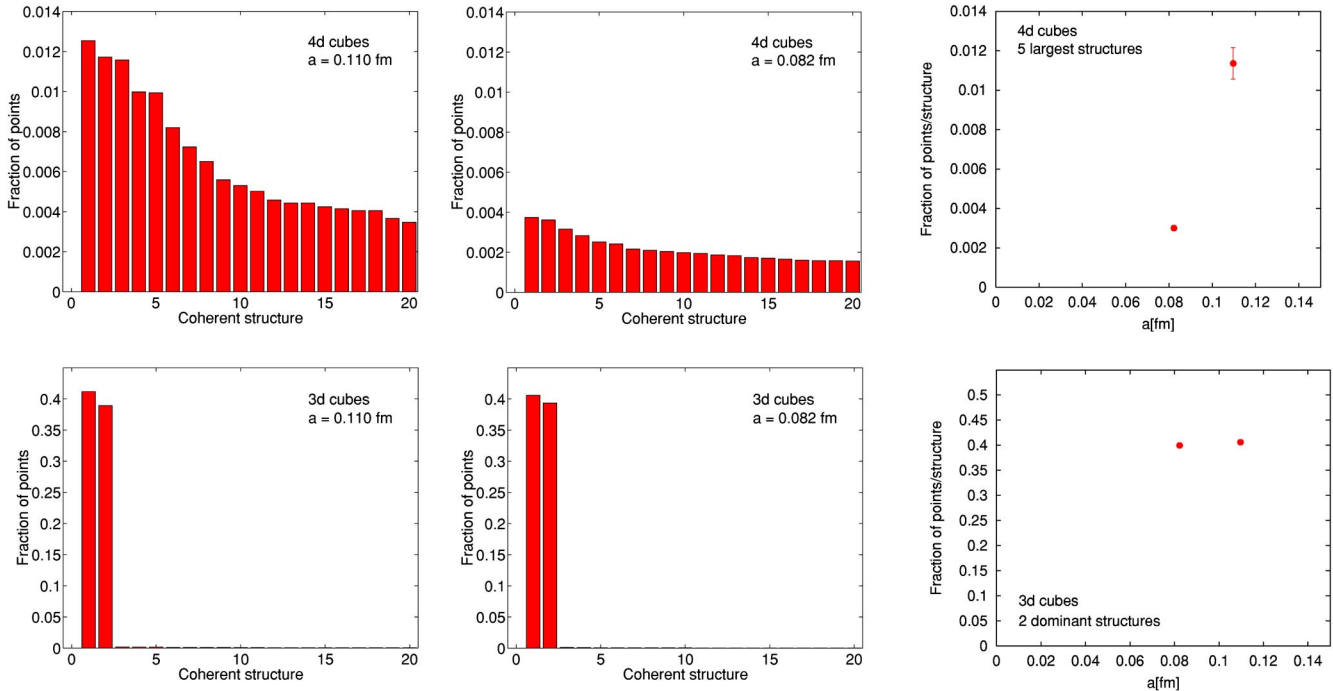 0.014
0.012
0.01
0.008
0.006
0.004
0.002
0
Fraction of points
4d cubes
a = 0.110 fm
0 5 10 15 20
Coherent structure
0.014
0.012
0.01
0.008
0.006
0.004
0.002
0
Fraction of points
4d cubes
a = 0.082 fm
0 5 10 15 20
Coherent structure
0.014
0.012
0.01
0.008
0.006
0.004
0.002
0
Fraction of points/structure
4d cubes
5 largest structures
0 0.02 0.04 0.06 0.08 0.1 0.12 0.14
a[fm]
0.4
0.35
0.3
0.25
0.2
0.15
0.1
0.05
0
Fraction of points
3d cubes
a = 0.110 fm
0 5 10 15 20
Coherent structure
0.4
0.35
0.3
0.25
0.2
0.15
0.1
0.05
0
Fraction of points
3d cubes
a = 0.082 fm
0 5 10 15 20
Coherent structure
0.5
0.45
0.4
0.35
0.3
0.25
0.2
0.15
0.1
0.05
0
Fraction of points/structure
3d cubes
2 dominant structures
0 0.02 0.04 0.06 0.08 0.1 0.12 0.14
a[fm]